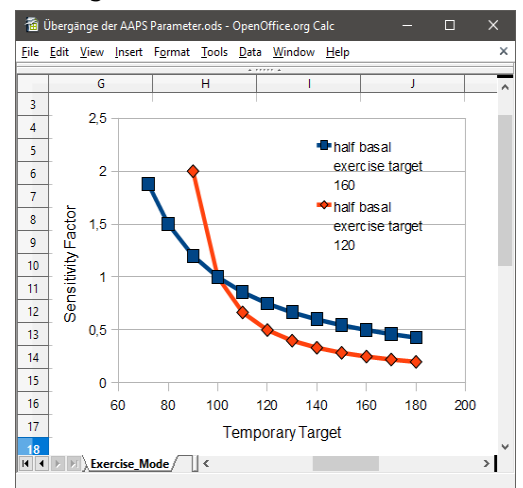 Übergänge der AAPS Parameter.ods - OpenOffice.org Calc
File Edit View Insert Format Tools Data Window Help
G H I J
3
4
5
6
7
8
9
10
11
12
13
14
15
16
17
18
2,5
2
1,5
1
0,5
0
Sensitivity Factor
half basal
exercise target
160
half basal
exercise target
120
60 80 100 120 140 160 180 200
Temporary Target
Exercise_Mode